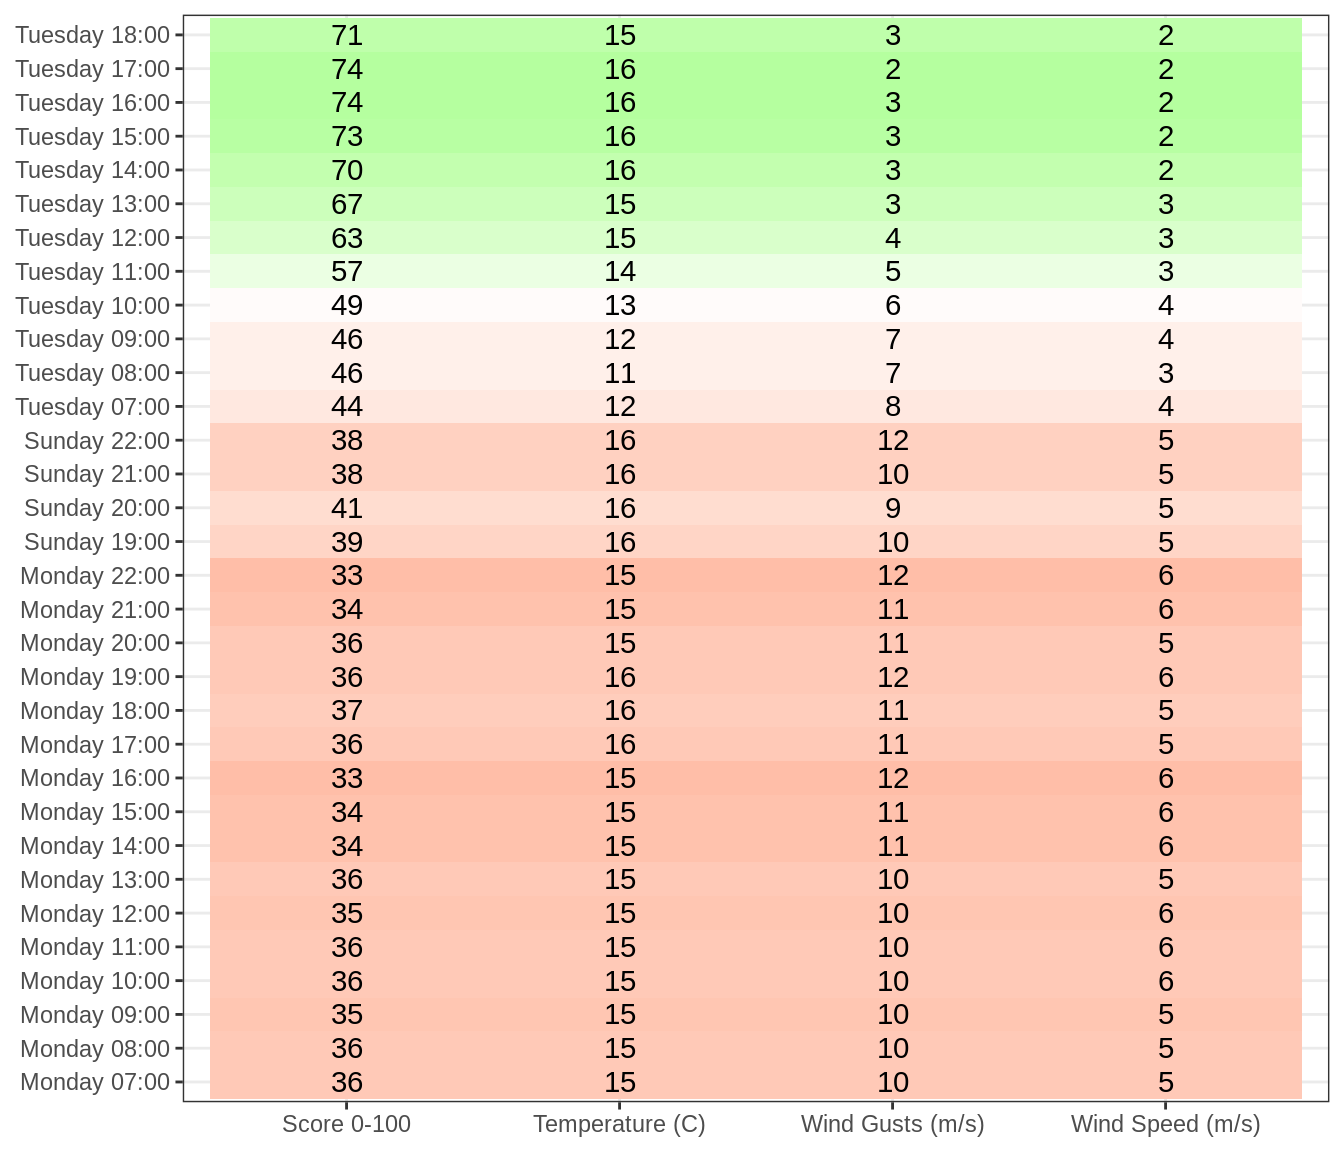 Tuesday 18:00 71 15 3 2
Tuesday 17:00 74 16 2 2
Tuesday 16:00 74 16 3 2
Tuesday 15:00 73 16 3 2
Tuesday 14:00 70 16 3 2
Tuesday 13:00 67 15 3 3
Tuesday 12:00 63 15 4 3
Tuesday 11:00 57 14 5 3
Tuesday 10:00 49 13 6 4
Tuesday 09:00 46 12 7 4
Tuesday 08:00 46 11 7 3
Tuesday 07:00 44 12 8 4
Sunday 22:00 38 16 12 5
Sunday 21:00 38 16 10 5
Sunday 20:00 41 16 9 5
Sunday 19:00 39 16 10 5
Monday 22:00 33 15 12 6
Monday 21:00 34 15 11 6
Monday 20:00 36 15 11 5
Monday 19:00 36 16 12 6
Monday 18:00 37 16 11 5
Monday 17:00 36 16 11 5
Monday 16:00 33 15 12 6
Monday 15:00 34 15 11 6
Monday 14:00 34 15 11 6
Monday 13:00 36 15 10 5
Monday 12:00 35 15 10 6
Monday 11:00 36 15 10 6
Monday 10:00 36 15 10 6
Monday 09:00 35 15 10 5
Monday 08:00 36 15 10 5
Monday 07:00 36 15 10 5
Score 0-100 Temperature (C) Wind Gusts (m/s) Wind Speed (m/s)